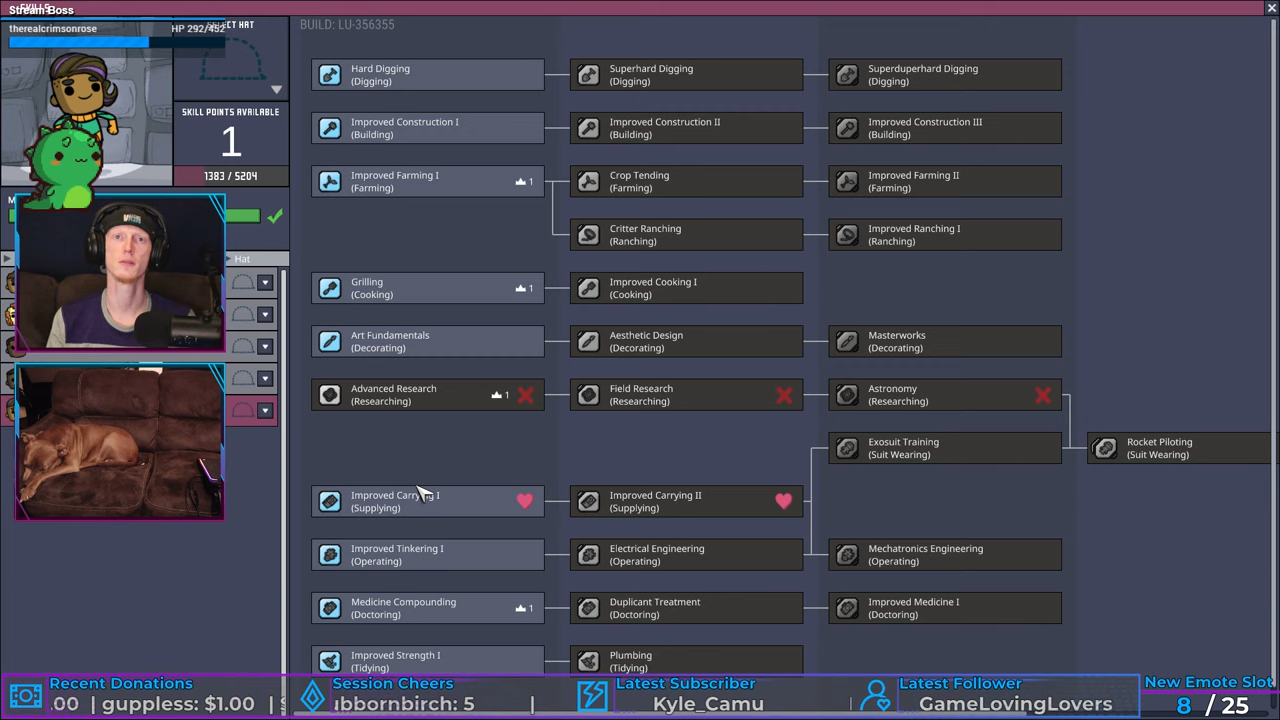 Stream Boss
therealcrimsonrose HP 292/452
SELECT HAT
BUILD: LU-356355
SKILL POINTS AVAILABLE
1
1383 / 5204
Hat
Hard Digging
(Digging)
Superhard Digging
(Digging)
Superduperhard Digging
(Digging)
Improved Construction I
(Building)
Improved Construction II
(Building)
Improved Construction III
(Building)
Improved Farming I
(Farming)
1
Crop Tending
(Farming)
Improved Farming II
(Farming)
Critter Ranching
(Ranching)
Improved Ranching I
(Ranching)
Grilling
(Cooking)
1
Improved Cooking I
(Cooking)
Art Fundamentals
(Decorating)
Aesthetic Design
(Decorating)
Masterworks
(Decorating)
Advanced Research
(Researching)
1
Field Research
(Researching)
Astronomy
(Researching)
Exosuit Training
(Suit Wearing)
Rocket Piloting
(Suit Wearing)
Improved Carrying I
(Supplying)
Improved Carrying II
(Supplying)
Improved Tinkering I
(Operating)
Electrical Engineering
(Operating)
Mechatronics Engineering
(Operating)
Medicine Compounding
(Doctoring)
1
Duplicant Treatment
(Doctoring)
Improved Medicine I
(Doctoring)
Improved Strength I
(Tidying)
Plumbing
(Tidying)
Recent Donations
.00 | guppless: $1.00 |
Session Cheers
ubbornbirch: 5 |
Latest Subscriber
Kyle_Camu
Latest Follower
GameLovingLovers
New Emote Slot
8 / 25